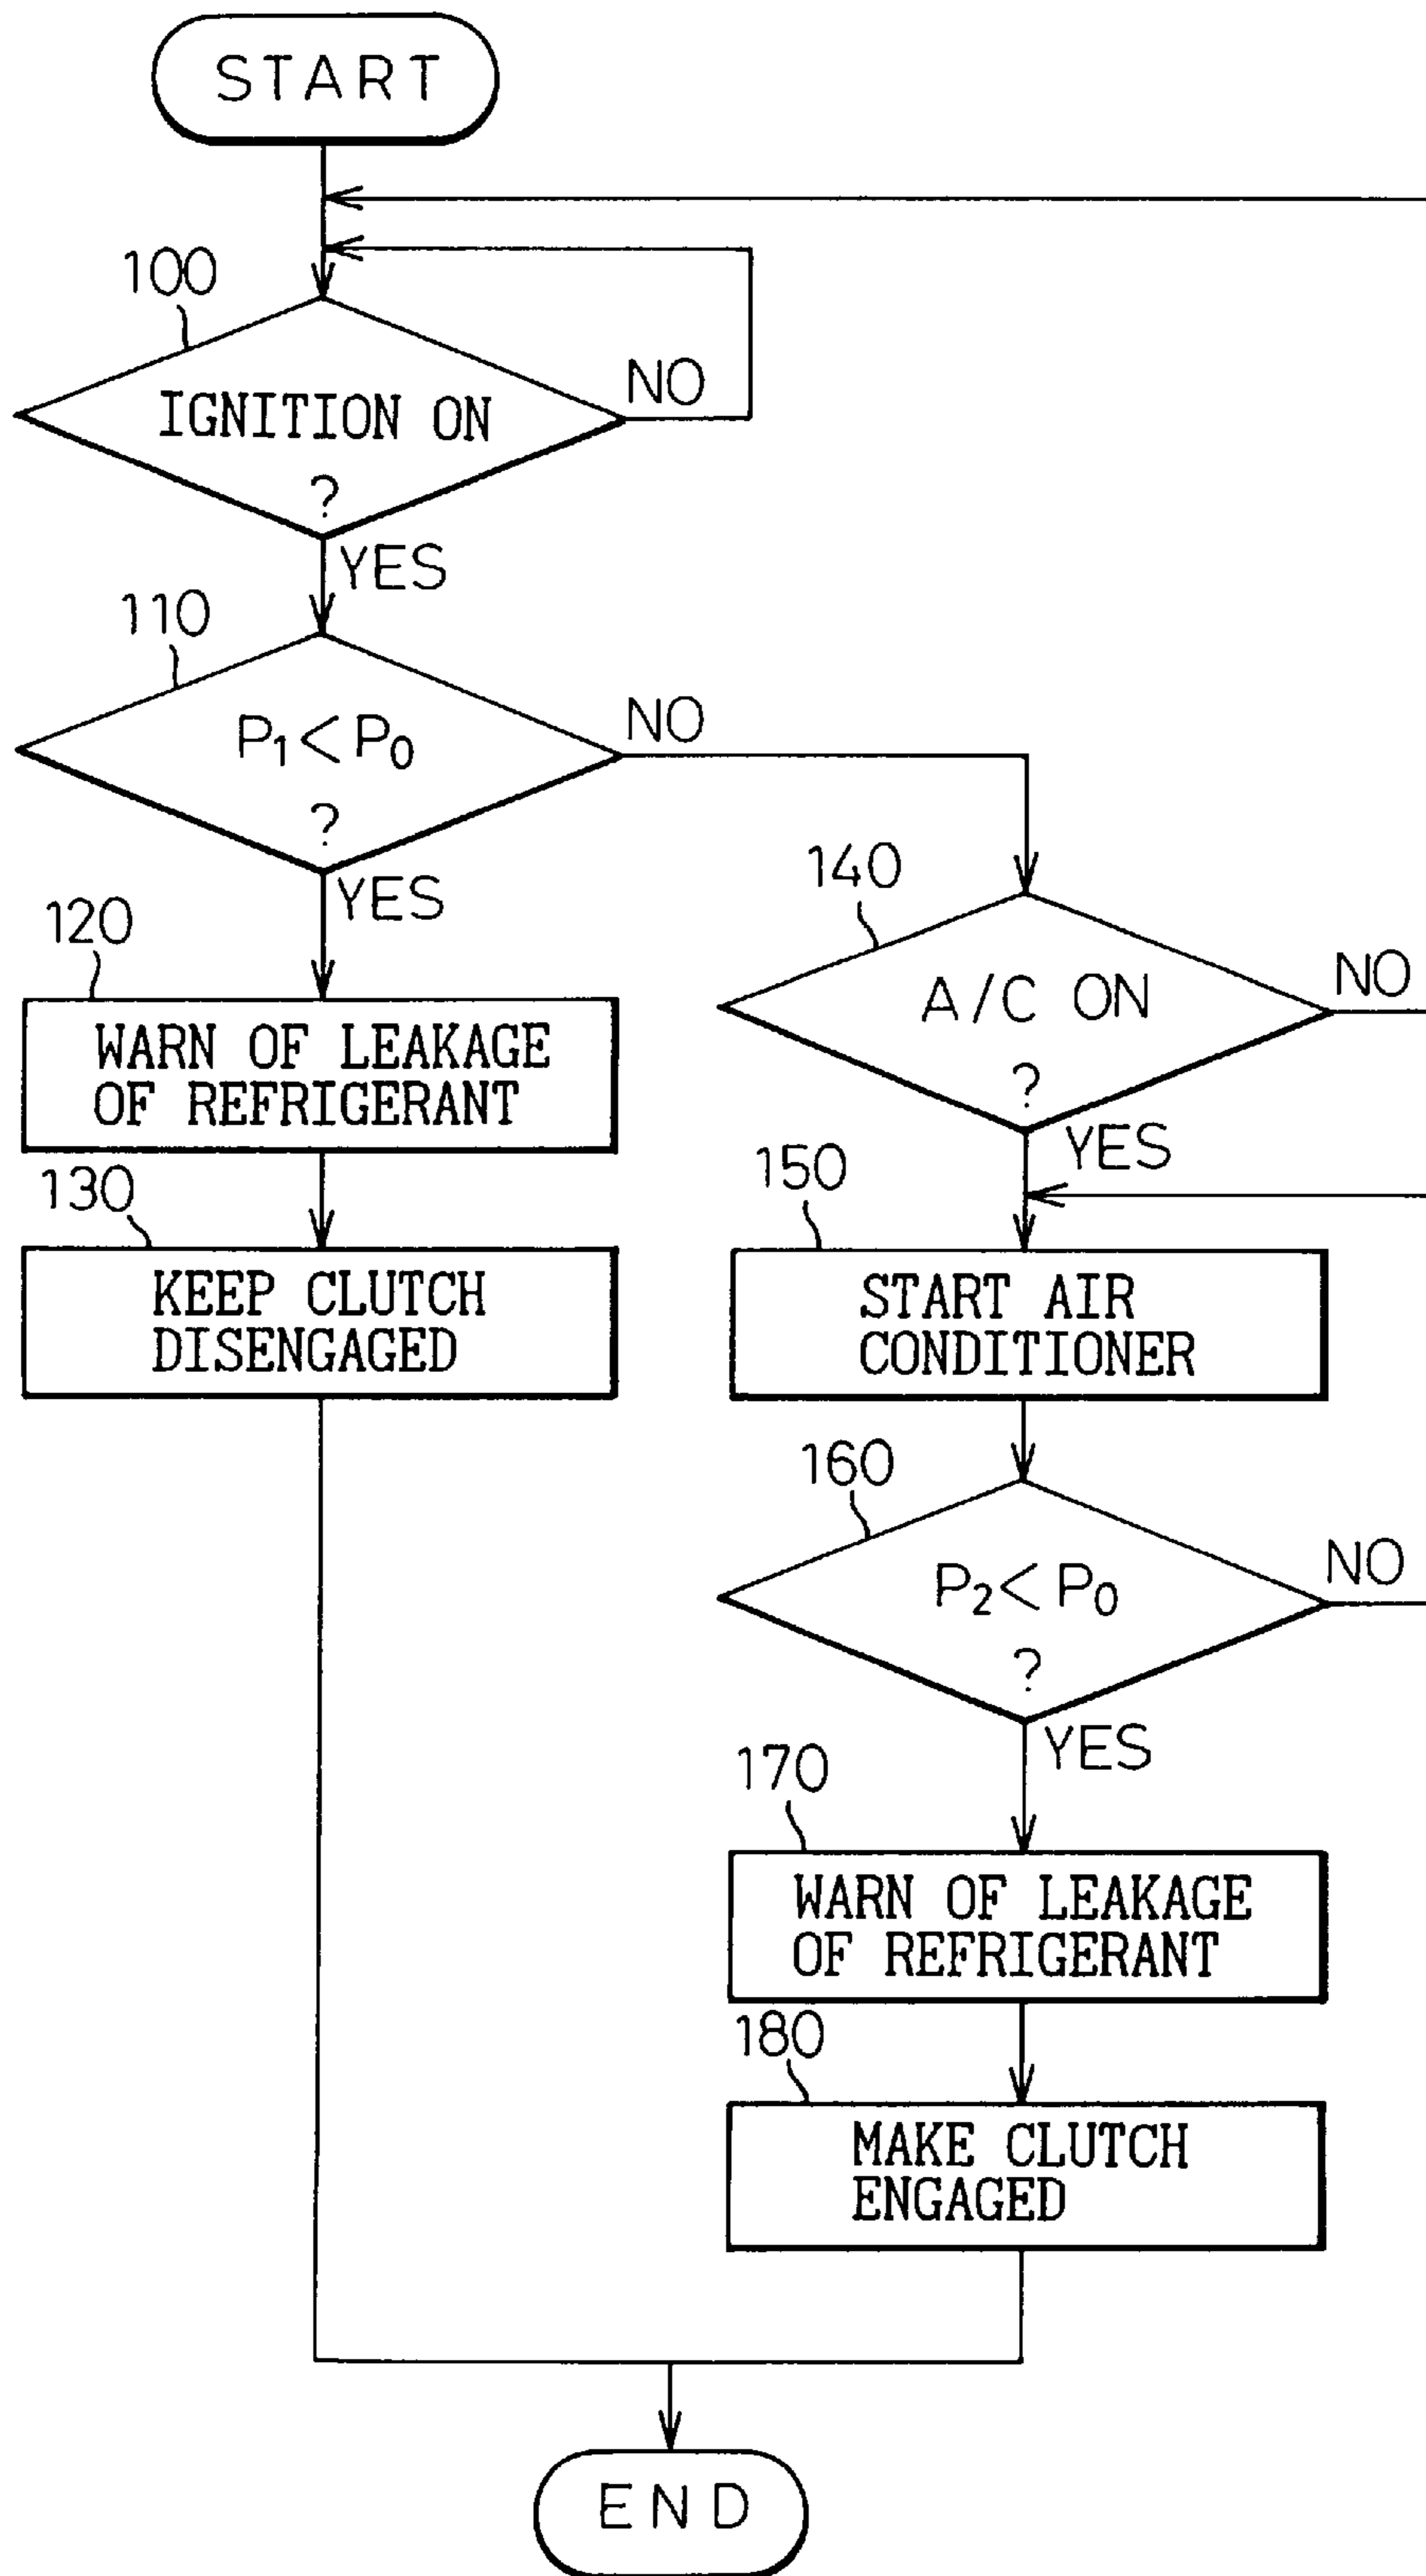 START
100
IGNITION ON
?
NO
YES
110
P₁<P₀
?
NO
YES
120
WARN OF LEAKAGE
OF REFRIGERANT
130
KEEP CLUTCH
DISENGAGED
140
A/C ON
?
NO
YES
150
START AIR
CONDITIONER
160
P₂<P₀
?
NO
YES
170
WARN OF LEAKAGE
OF REFRIGERANT
180
MAKE CLUTCH
ENGAGED
END